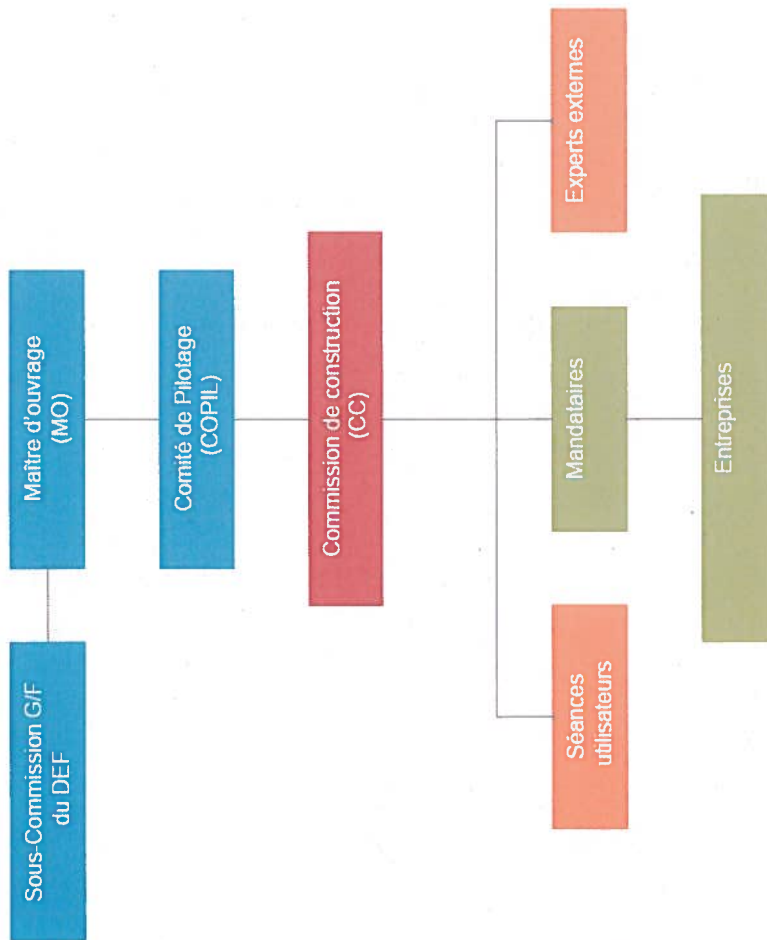 Sous-Commission G/F
du DEF
Maître d'ouvrage
(MO)
Comité de Pilotage
(COPIL)
Commission de construction
(CC)
Séances
utilisateurs
Mandataires
Experts externes
Entreprises